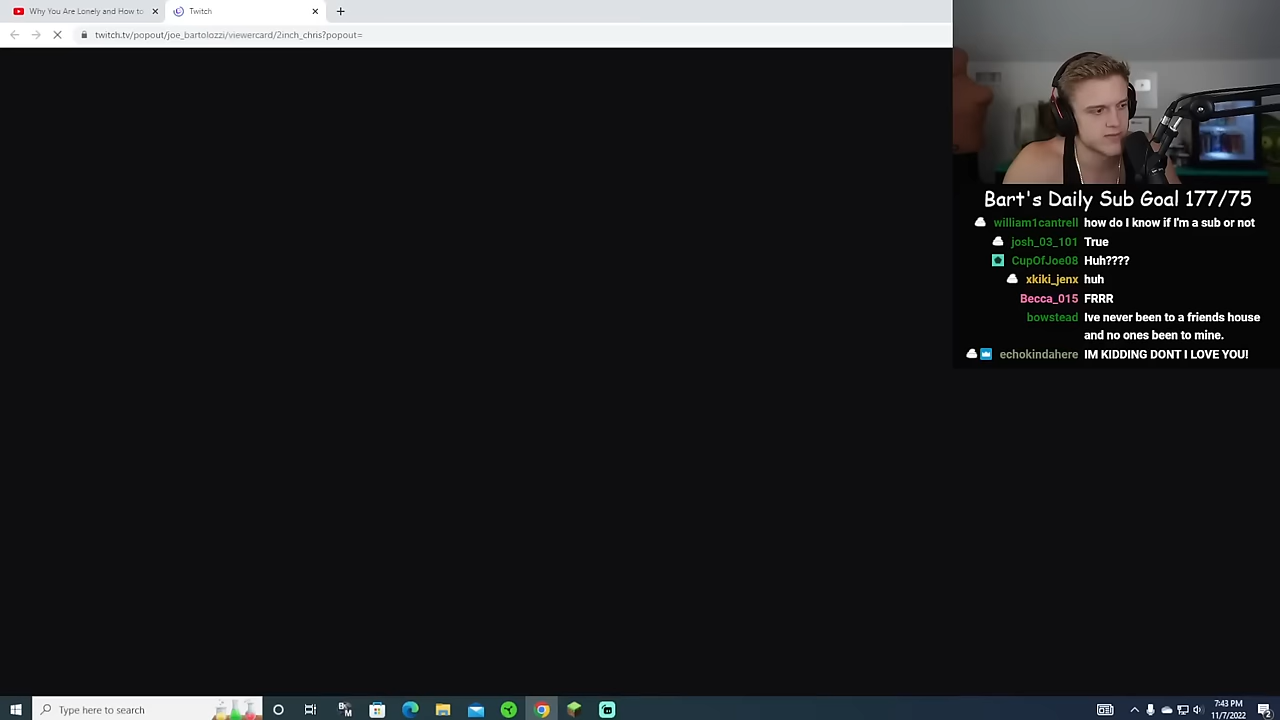 Why You Are Lonely and How to
Twitch
twitch.tv/popout/joe_bartolozzi/viewercard/2inch_chris?popout=
Bart's Daily Sub Goal 177/75
william1cantrell how do I know if I'm a sub or not
josh_03_101 True
CupOfJoe08 Huh????
xkiki_jenx huh
Becca_015 FRRR
bowstead Ive never been to a friends house
and no ones been to mine.
echokindahere IM KIDDING DONT I LOVE YOU!
Type here to search
7:43 PM
11/7/2022